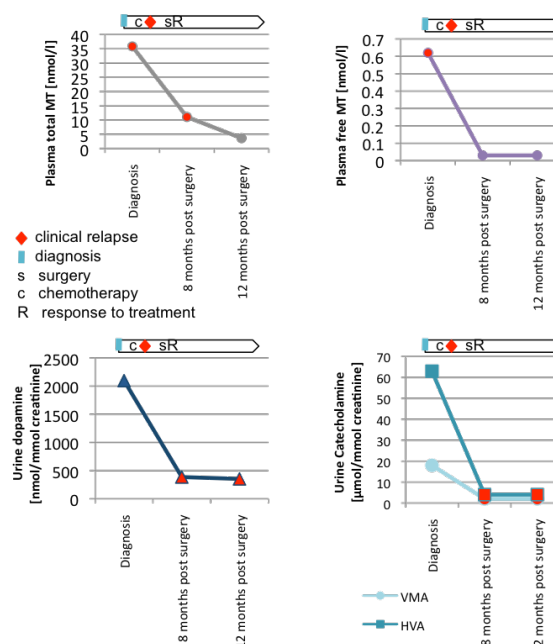 c sR
Plasma total MT [nmol/l]
40
35
30
25
20
15
10
5
0
Diagnosis
8 months post surgery
12 months post surgery
c sR
Plasma free MT [nmol/l]
0.7
0.6
0.5
0.4
0.3
0.2
0.1
0
Diagnosis
8 months post surgery
12 months post surgery
clinical relapse
diagnosis
s surgery
c chemotherapy
R response to treatment
c sR
Urine dopamine
[nmol/mmol creatinine]
2500
2000
1500
1000
500
0
Diagnosis
8 months post surgery
12 months post surgery
c sR
Urine Catecholamine
[µmol/mmol creatinine]
70
60
50
40
30
20
10
0
Diagnosis
8 months post surgery
2 months post surgery
VMA
HVA